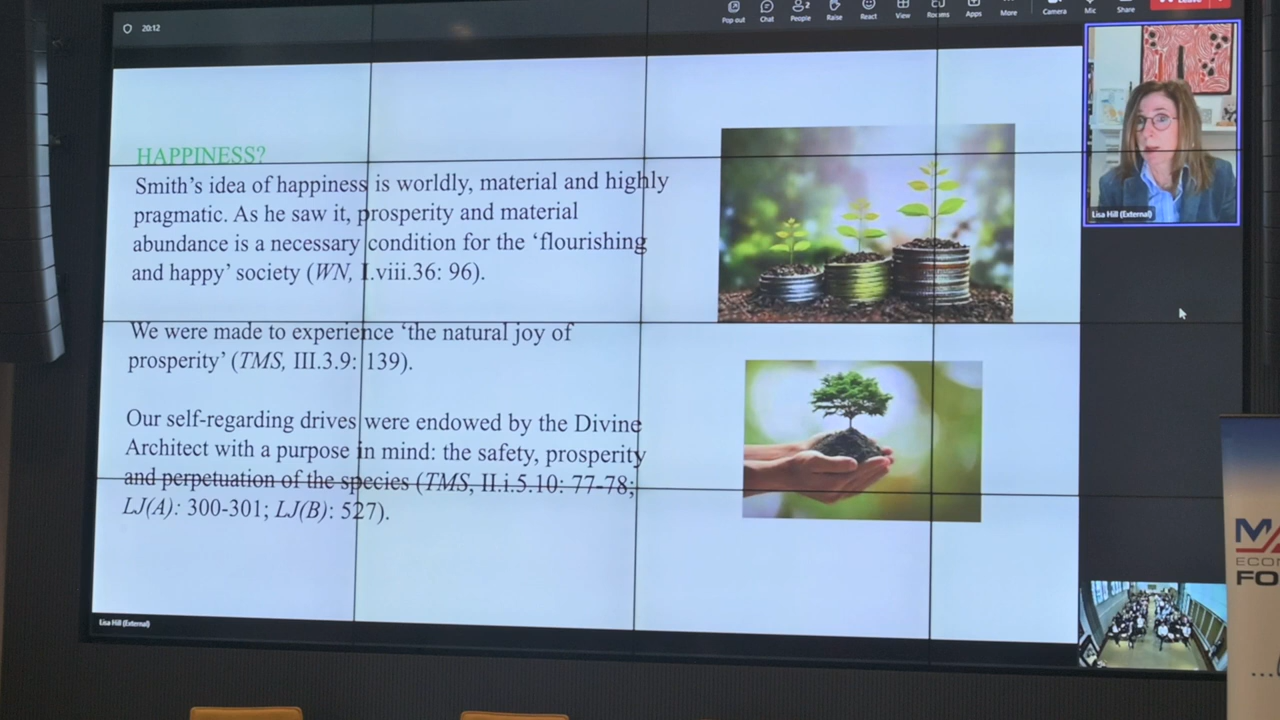 20:12
Pop out
Chat
People
2
Raise
React
View
Rooms
Apps
More
Camera
Mic
Share
Leave
HAPPINESS?
Smith's idea of happiness is worldly, material and highly
pragmatic. As he saw it, prosperity and material
abundance is a necessary condition for the 'flourishing
and happy' society (WN, I.viii.36: 96).
We were made to experience 'the natural joy of
prosperity' (TMS, III.3.9: 139).
Our self-regarding drives were endowed by the Divine
Architect with a purpose in mind: the safety, prosperity
and perpetuation of the species (TMS, II.i.5.10: 77-78;
LJ(A): 300-301; LJ(B): 527).
Lisa Hill (External)
Lisa Hill (External)
ECO
FO